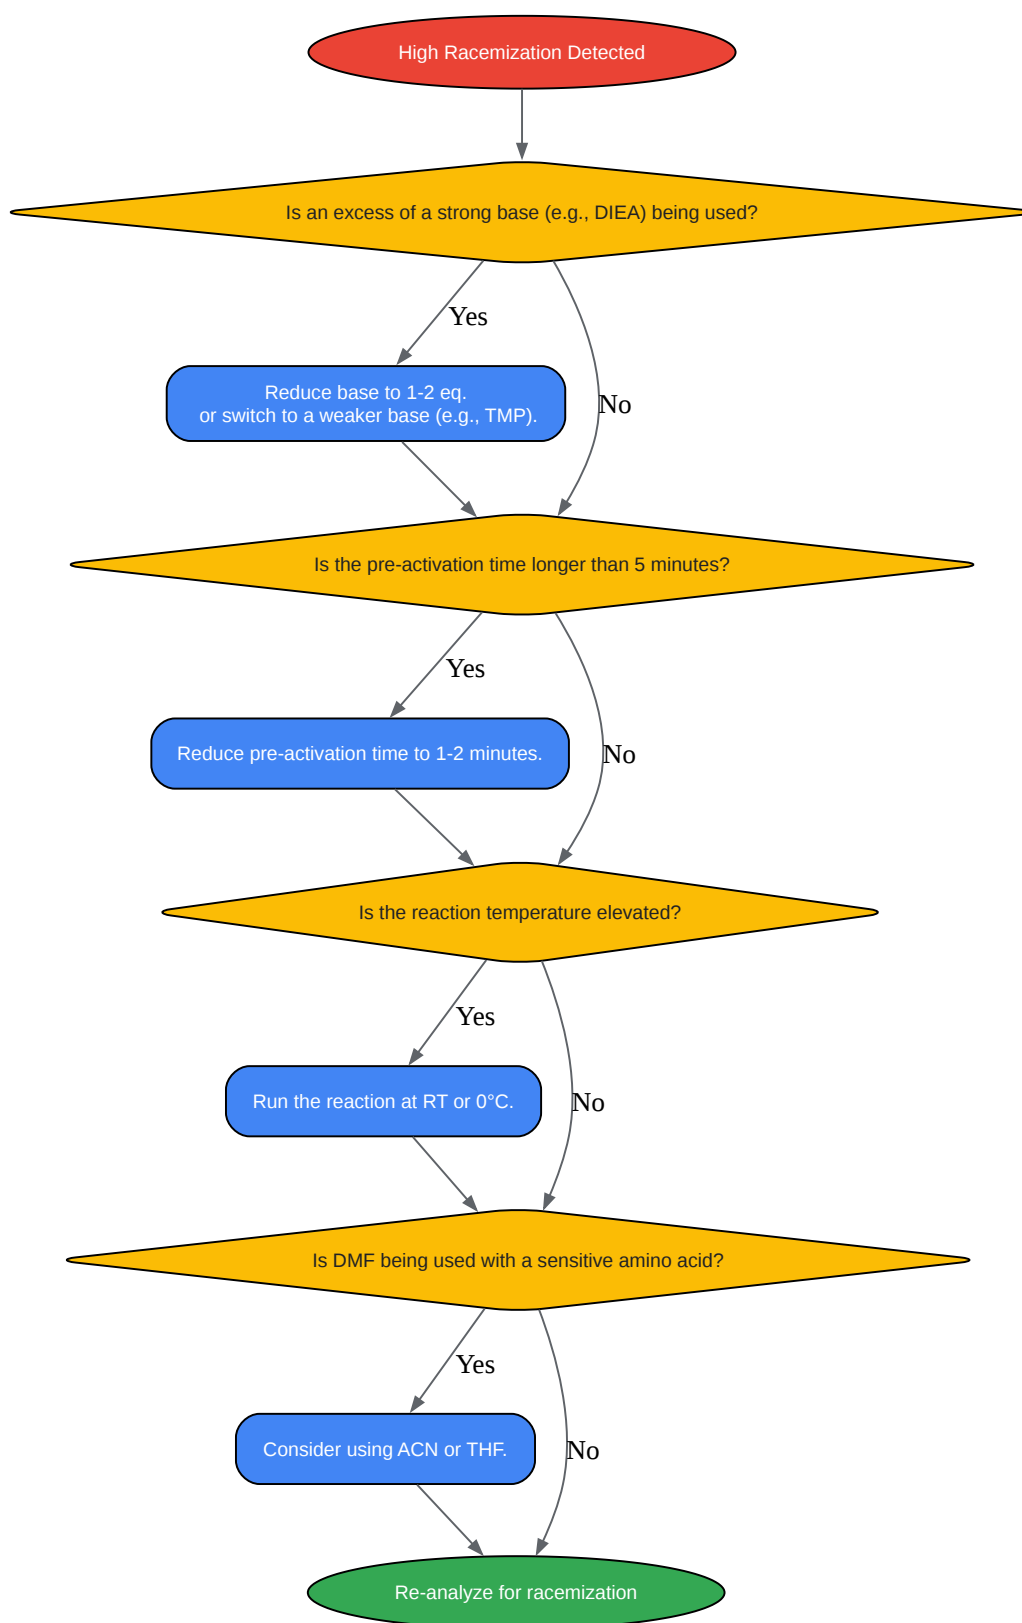 High Racemization Detected
Is an excess of a strong base (e.g., DIEA) being used?
Yes
Reduce base to 1-2 eq.
or switch to a weaker base (e.g., TMP).
No
Is the pre-activation time longer than 5 minutes?
Yes
Reduce pre-activation time to 1-2 minutes.
No
Is the reaction temperature elevated?
Yes
Run the reaction at RT or 0°C.
No
Is DMF being used with a sensitive amino acid?
Yes
Consider using ACN or THF.
No
Re-analyze for racemization